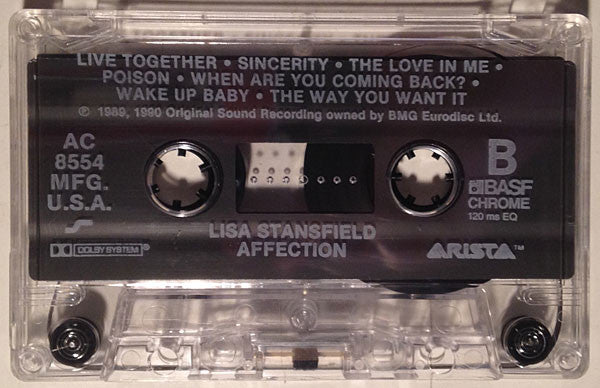 LIVE TOGETHER • SINCERITY • THE LOVE IN ME •
POISON • WHEN ARE YOU COMING BACK? •
WAKE UP BABY • THE WAY YOU WANT IT
℗ 1989, 1990 Original Sound Recording owned by BMG Eurodisc Ltd.
AC
8554
MFG.
U.S.A.
B
BASF
CHROME
120 ms EQ
LISA STANSFIELD
AFFECTION
DOLBY SYSTEM®
ARISTA™